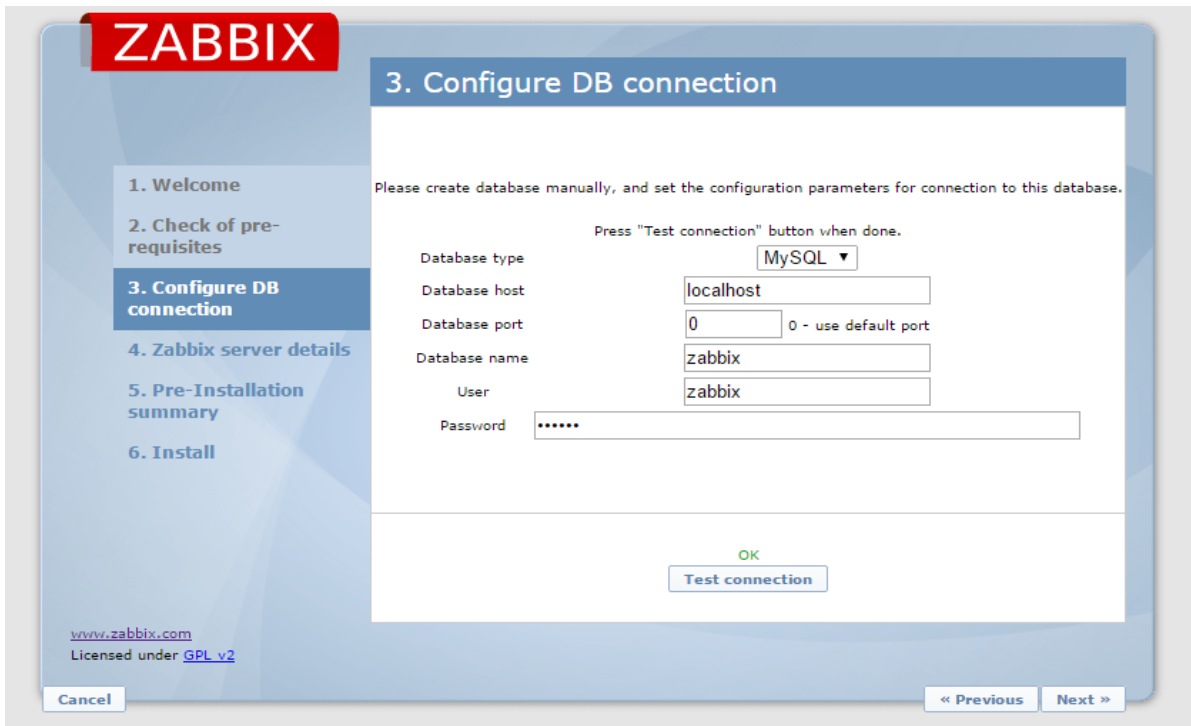 ZABBIX
3. Configure DB connection
1. Welcome
2. Check of pre-
requisites
3. Configure DB
connection
4. Zabbix server details
5. Pre-Installation
summary
6. Install
Please create database manually, and set the configuration parameters for connection to this database.
Press "Test connection" button when done.
Database type MySQL ▼
Database host localhost
Database port 0 0 - use default port
Database name zabbix
User zabbix
Password ••••••
OK
Test connection
www.zabbix.com
Licensed under GPL v2
Cancel « Previous Next »